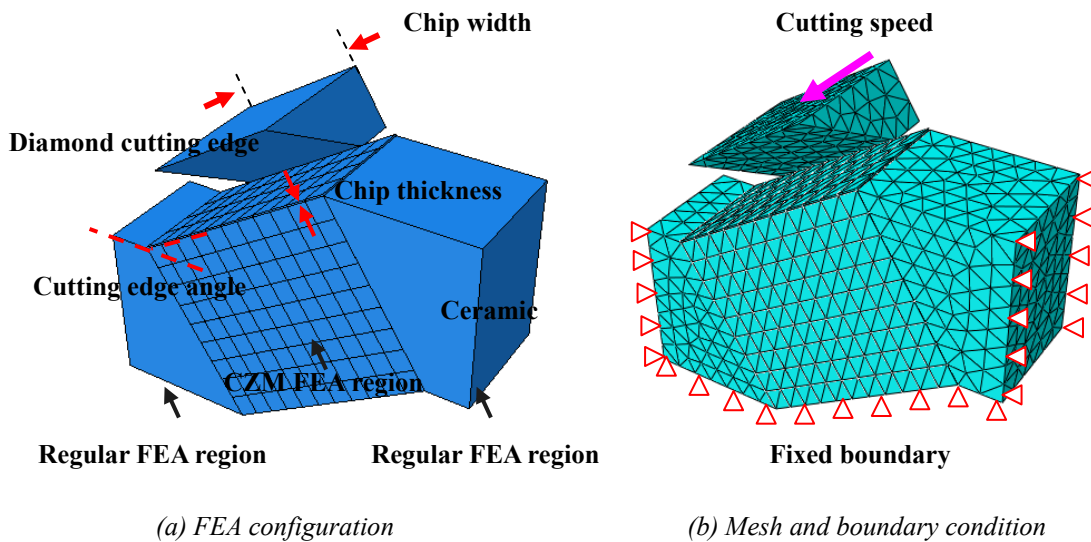 Chip width
Diamond cutting edge
Chip thickness
Cutting edge angle
Ceramic
CZM FEA region
Regular FEA region
Regular FEA region
(a) FEA configuration
Cutting speed
Fixed boundary
(b) Mesh and boundary condition